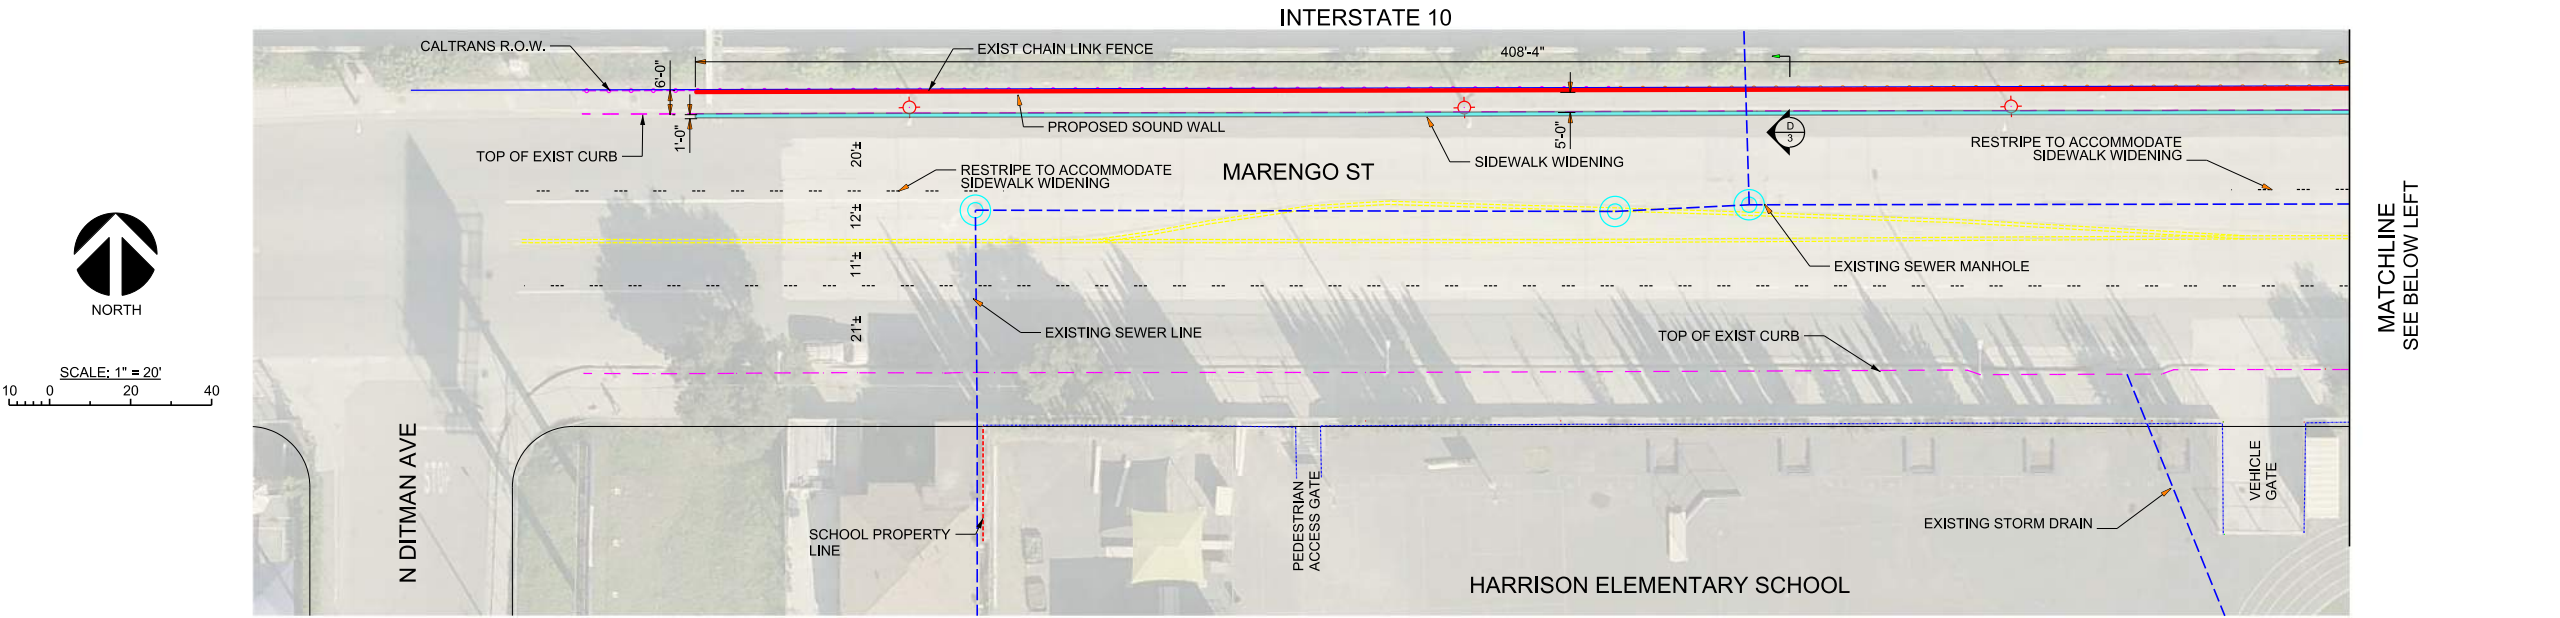 INTERSTATE 10
CALTRANS R.O.W.
EXIST CHAIN LINK FENCE
408'-4"
6'-0"
PROPOSED SOUND WALL
1'-0"
5'-0"
D
3
TOP OF EXIST CURB
20'±
RESTRIPE TO ACCOMMODATE
SIDEWALK WIDENING
MARENGO ST
SIDEWALK WIDENING
RESTRIPE TO ACCOMMODATE
SIDEWALK WIDENING
12'±
11'±
EXISTING SEWER MANHOLE
MATCHLINE
SEE BELOW LEFT
NORTH
21'±
EXISTING SEWER LINE
TOP OF EXIST CURB
SCALE: 1" = 20'
10 0 20 40
N DITMAN AVE
STOP
SCHOOL PROPERTY
LINE
PEDESTRIAN
ACCESS GATE
VEHICLE
GATE
EXISTING STORM DRAIN
HARRISON ELEMENTARY SCHOOL